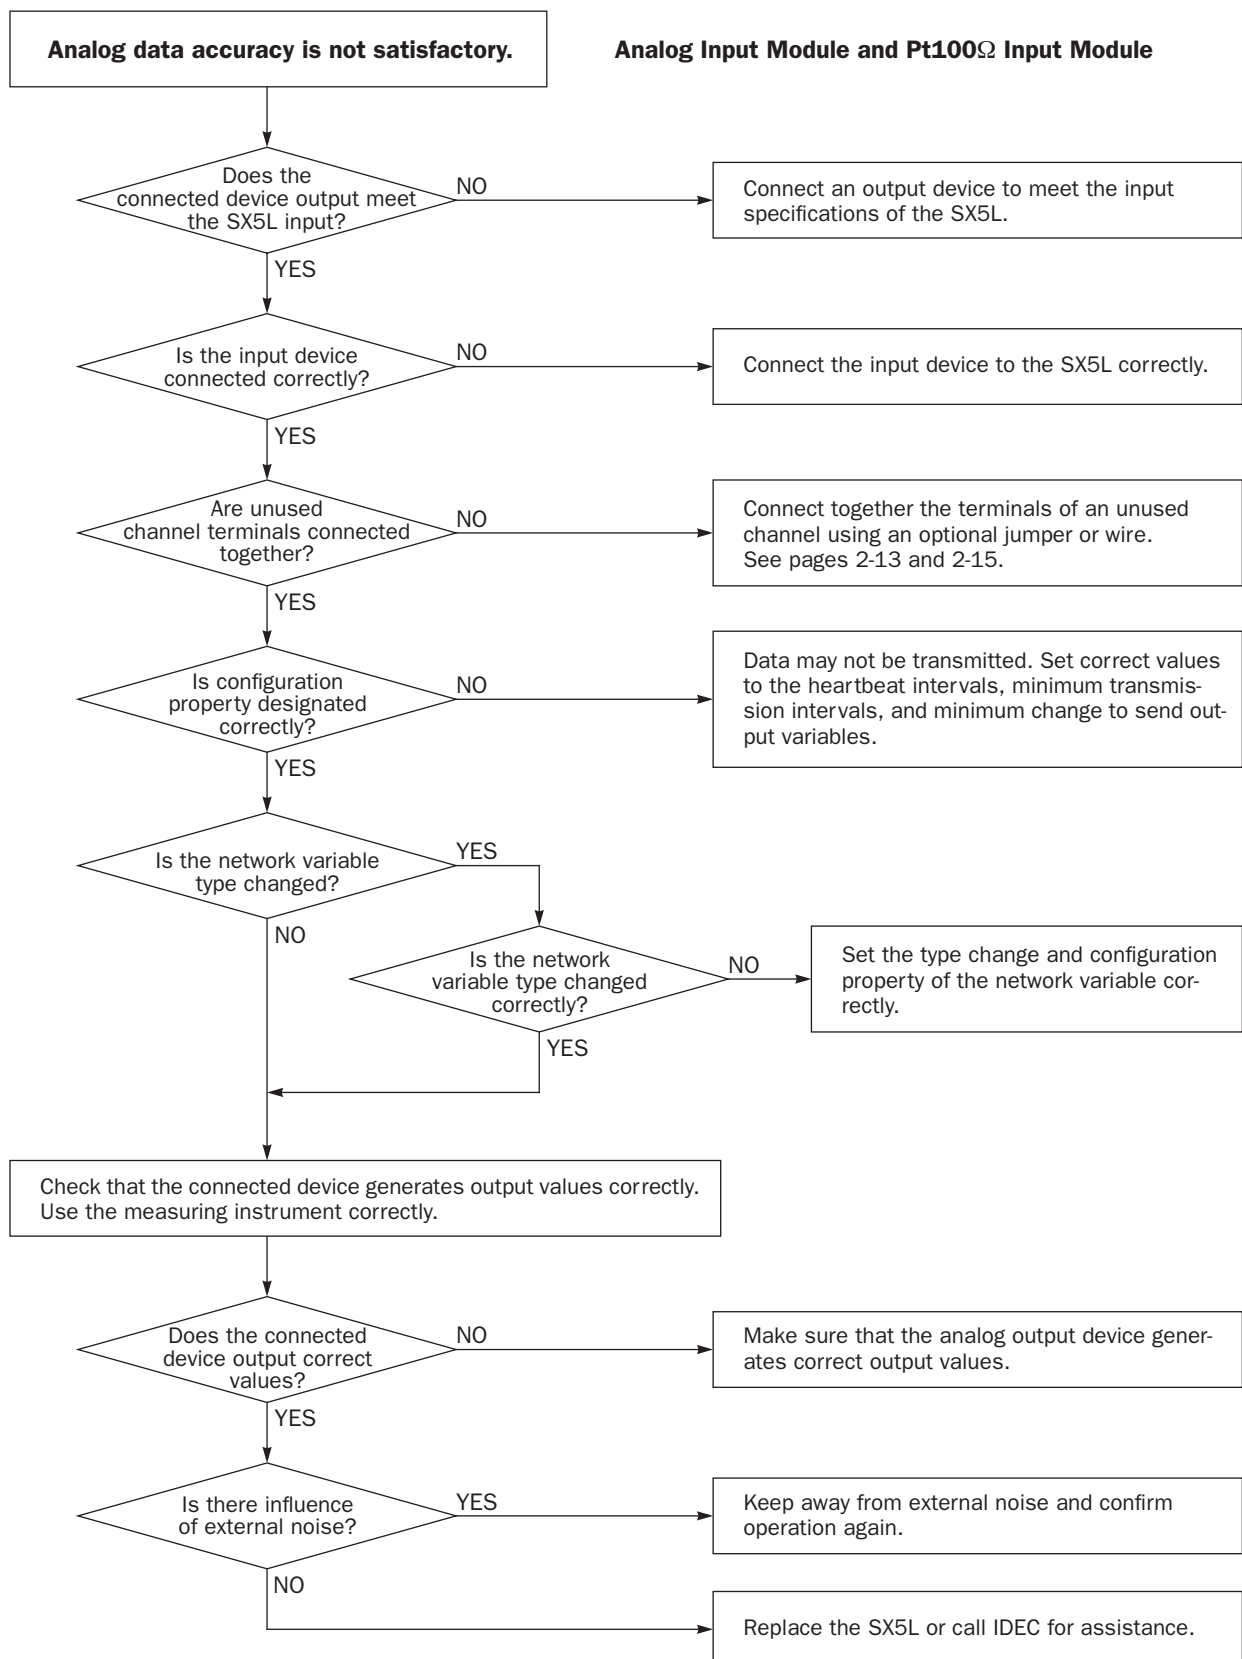 Analog data accuracy is not satisfactory.
Analog Input Module and Pt100Ω Input Module
Does the
connected device output meet
the SX5L input?
NO
Connect an output device to meet the input
specifications of the SX5L.
YES
Is the input device
connected correctly?
NO
Connect the input device to the SX5L correctly.
YES
Are unused
channel terminals connected
together?
NO
Connect together the terminals of an unused
channel using an optional jumper or wire.
See pages 2-13 and 2-15.
YES
Is configuration
property designated
correctly?
NO
Data may not be transmitted. Set correct values
to the heartbeat intervals, minimum transmis-
sion intervals, and minimum change to send out-
put variables.
YES
Is the network variable
type changed?
YES
NO
Is the network
variable type changed
correctly?
NO
Set the type change and configuration
property of the network variable cor-
rectly.
YES
Check that the connected device generates output values correctly.
Use the measuring instrument correctly.
Does the connected
device output correct
values?
NO
Make sure that the analog output device gener-
ates correct output values.
YES
Is there influence
of external noise?
YES
Keep away from external noise and confirm
operation again.
NO
Replace the SX5L or call IDEC for assistance.